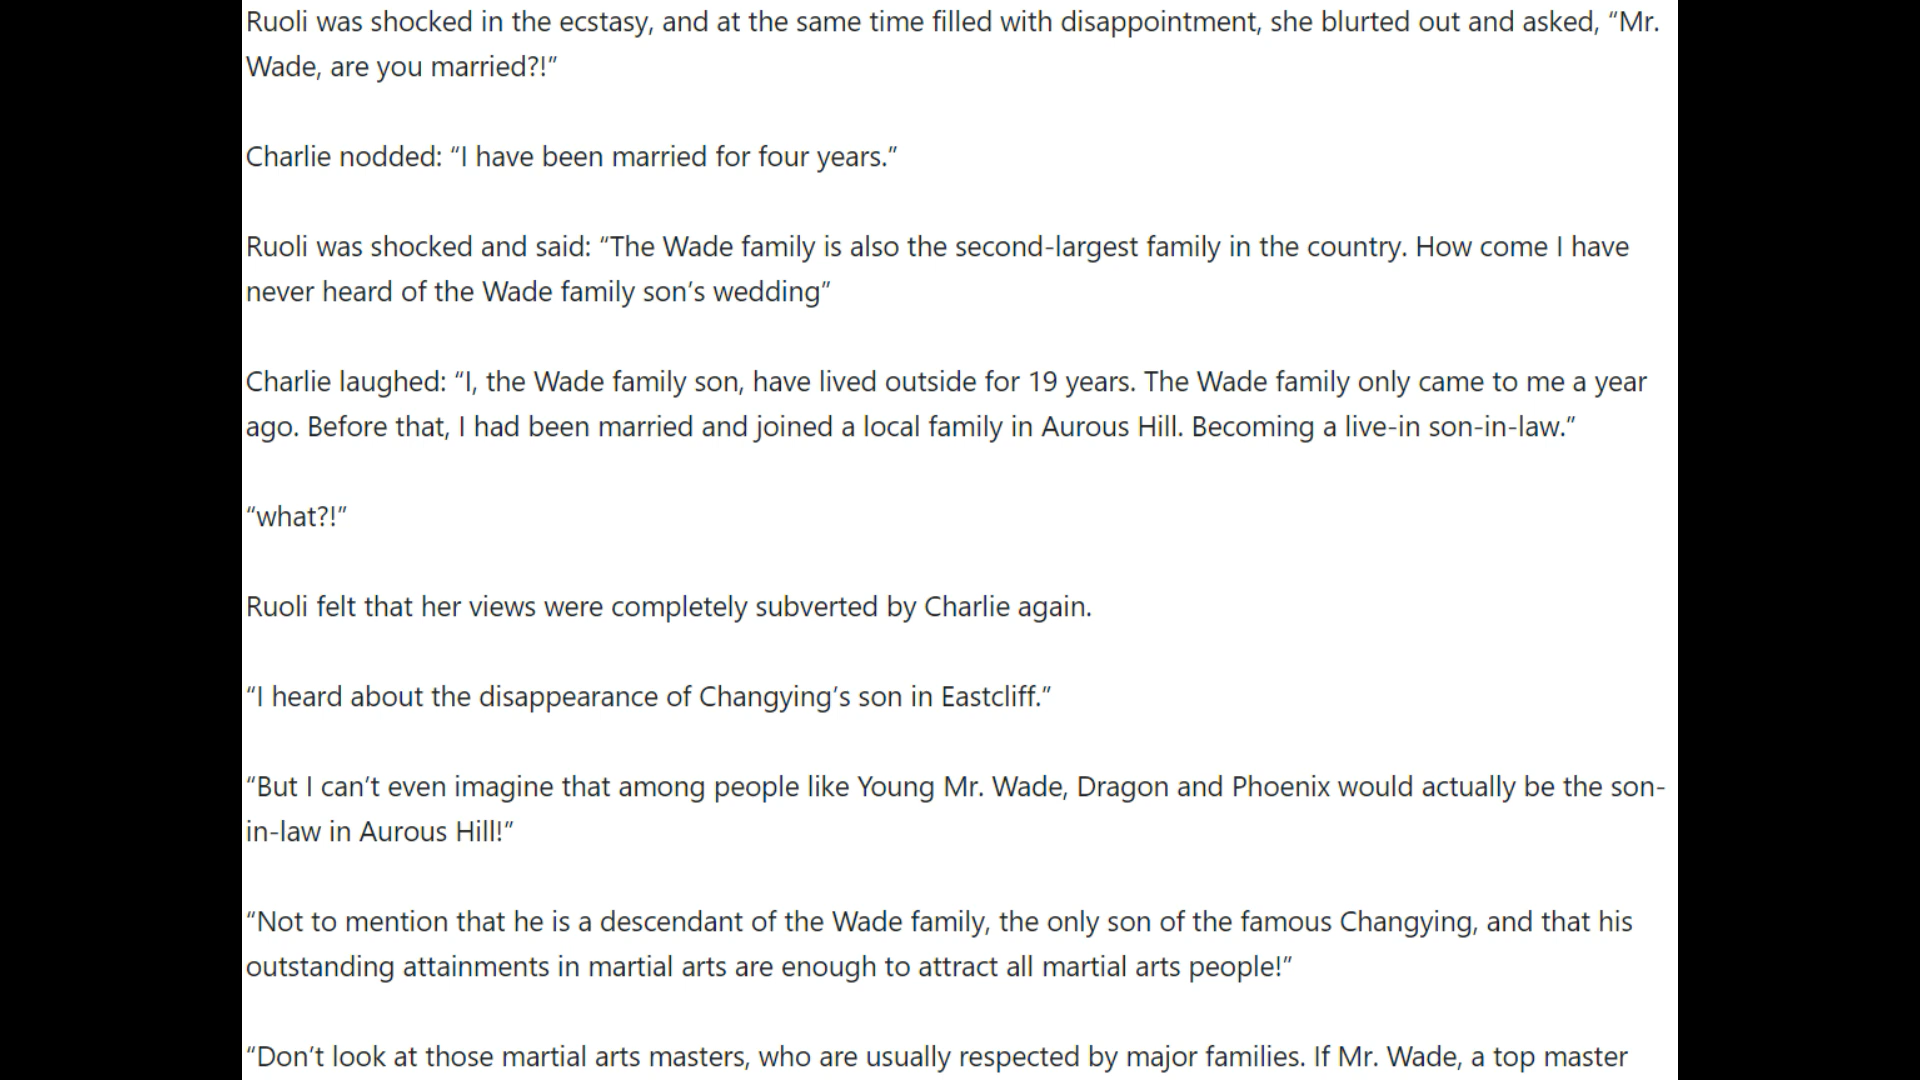 Ruoli was shocked in the ecstasy, and at the same time filled with disappointment, she blurted out and asked, “Mr.
Wade, are you married?!”
Charlie nodded: “I have been married for four years.”
Ruoli was shocked and said: “The Wade family is also the second-largest family in the country. How come I have
never heard of the Wade family son’s wedding”
Charlie laughed: “I, the Wade family son, have lived outside for 19 years. The Wade family only came to me a year
ago. Before that, I had been married and joined a local family in Aurous Hill. Becoming a live-in son-in-law.”
“what?!”
Ruoli felt that her views were completely subverted by Charlie again.
“I heard about the disappearance of Changying’s son in Eastcliff.”
“But I can’t even imagine that among people like Young Mr. Wade, Dragon and Phoenix would actually be the son-
in-law in Aurous Hill!”
“Not to mention that he is a descendant of the Wade family, the only son of the famous Changying, and that his
outstanding attainments in martial arts are enough to attract all martial arts people!”
“Don’t look at those martial arts masters, who are usually respected by major families. If Mr. Wade, a top master